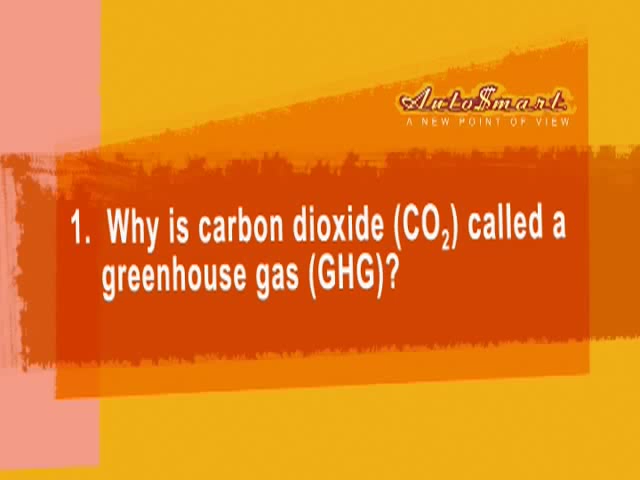 Auto$mart
A NEW POINT OF VIEW
1. Why is carbon dioxide (CO₂) called a
greenhouse gas (GHG)?